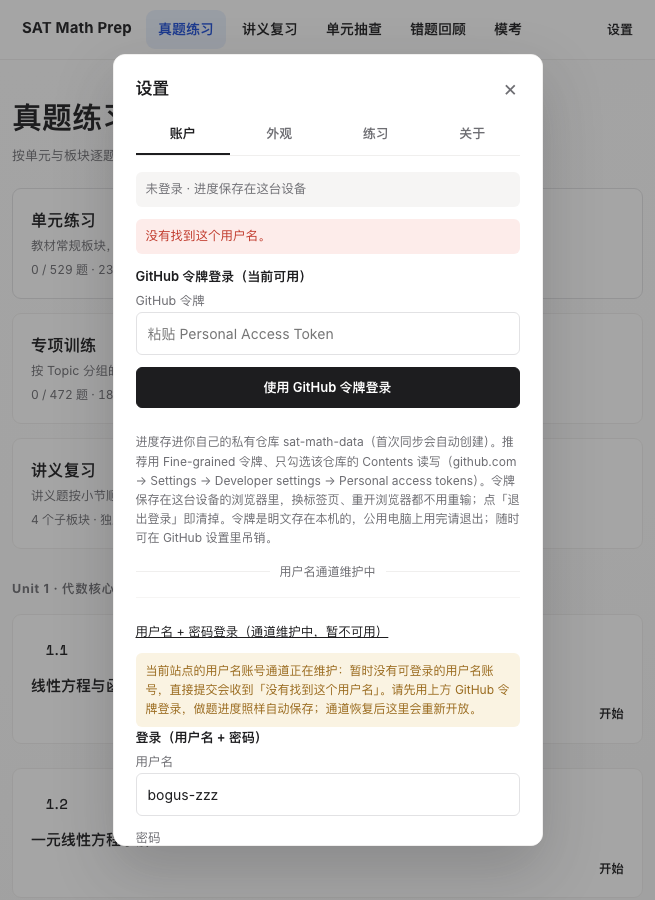 SAT Math Prep 真题练习 讲义复习 单元抽查 错题回顾 模考 设置
真题练习
按单元与板块逐题
单元练习
教材常规板块,
0 / 529 题 · 23
专项训练
按 Topic 分组的
0 / 472 题 · 18
讲义复习
讲义题按小节顺
4 个子板块 · 独
Unit 1 · 代数核心
1.1
线性方程与函
开始
1.2
一元线性方程
开始
设置
账户 外观 练习 关于
未登录 · 进度保存在这台设备
没有找到这个用户名。
GitHub 令牌登录（当前可用）
GitHub 令牌
粘贴 Personal Access Token
使用 GitHub 令牌登录
进度存进你自己的私有仓库 sat-math-data（首次同步会自动创建）。推
荐用 Fine-grained 令牌、只勾选该仓库的 Contents 读写（github.com
→ Settings → Developer settings → Personal access tokens）。令牌
保存在这台设备的浏览器里，换标签页、重开浏览器都不用重输；点「退
出登录」即清掉。令牌是明文存在本机的，公用电脑上用完请退出；随时
可在 GitHub 设置里吊销。
用户名通道维护中
用户名 + 密码登录（通道维护中，暂不可用）
当前站点的用户名账号通道正在维护：暂时没有可登录的用户名账
号，直接提交会收到「没有找到这个用户名」。请先用上方 GitHub 令
牌登录，做题进度照样自动保存；通道恢复后这里会重新开放。
登录（用户名 + 密码）
用户名
bogus-zzz
密码